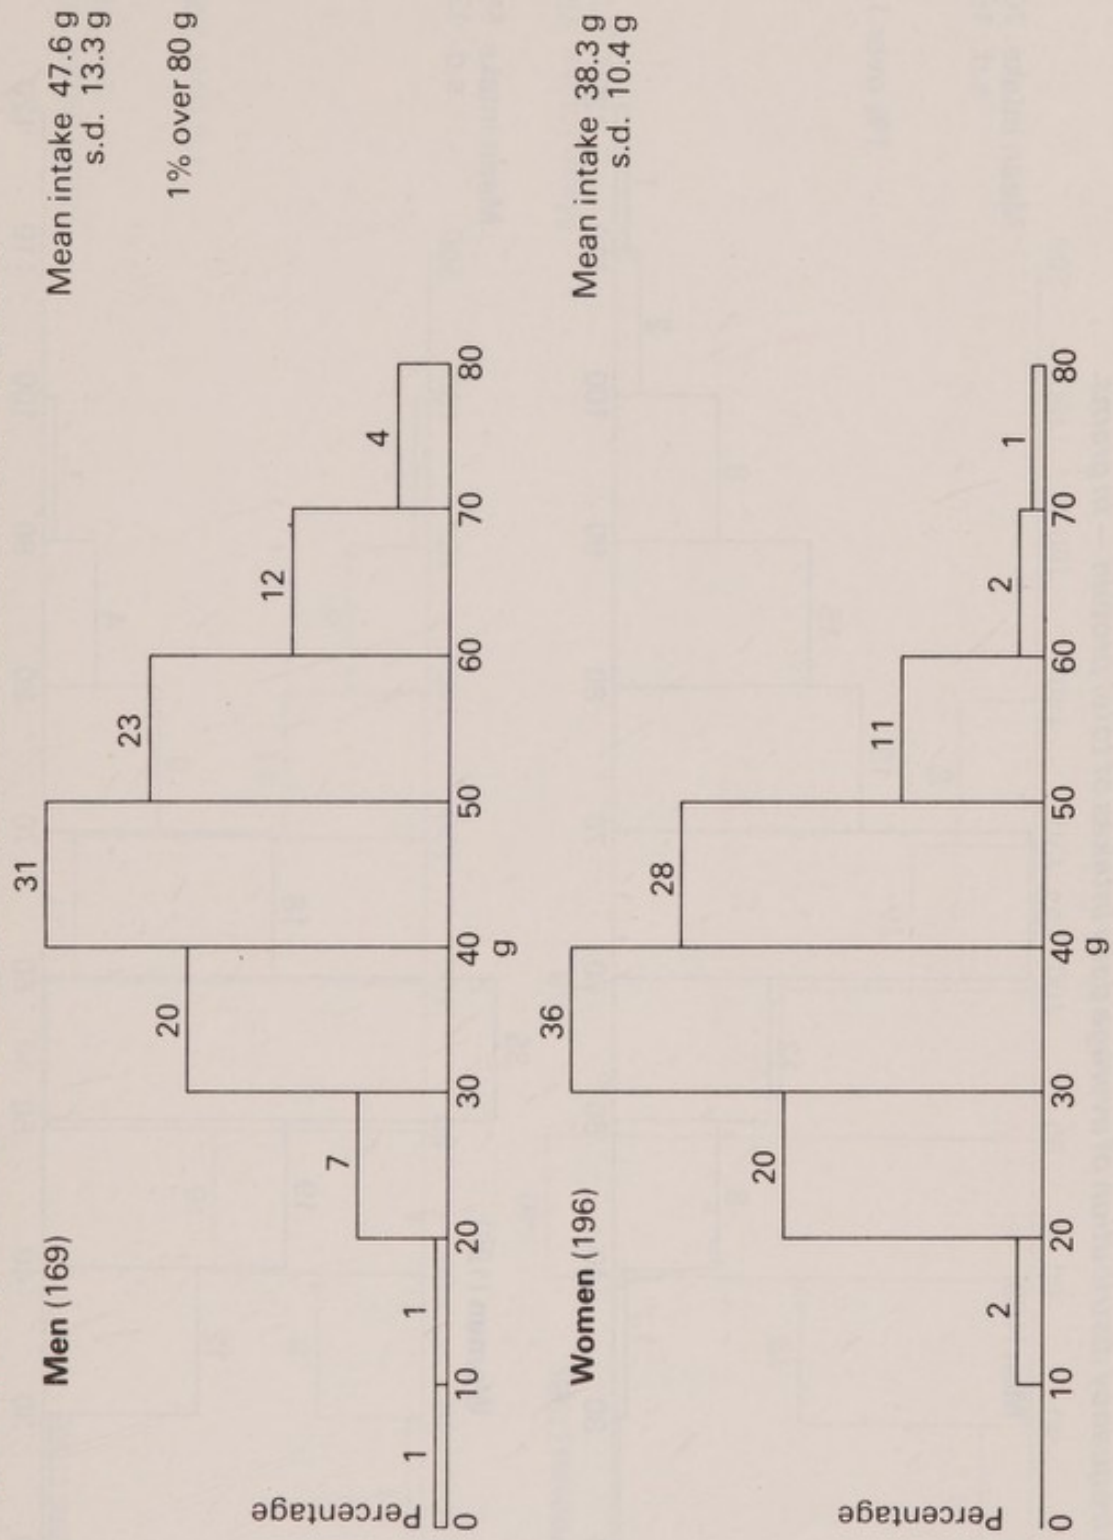 Men (169)
Mean intake 47.6 g
s.d. 13.3 g
1% over 80 g
Percentage
1
1
7
20
31
23
12
4
0 10 20 30 40 50 60 70 80
g
Women (196)
Mean intake 38.3 g
s.d. 10.4 g
Percentage
2
20
36
28
11
2
1
0 10 20 30 40 50 60 70 80
g